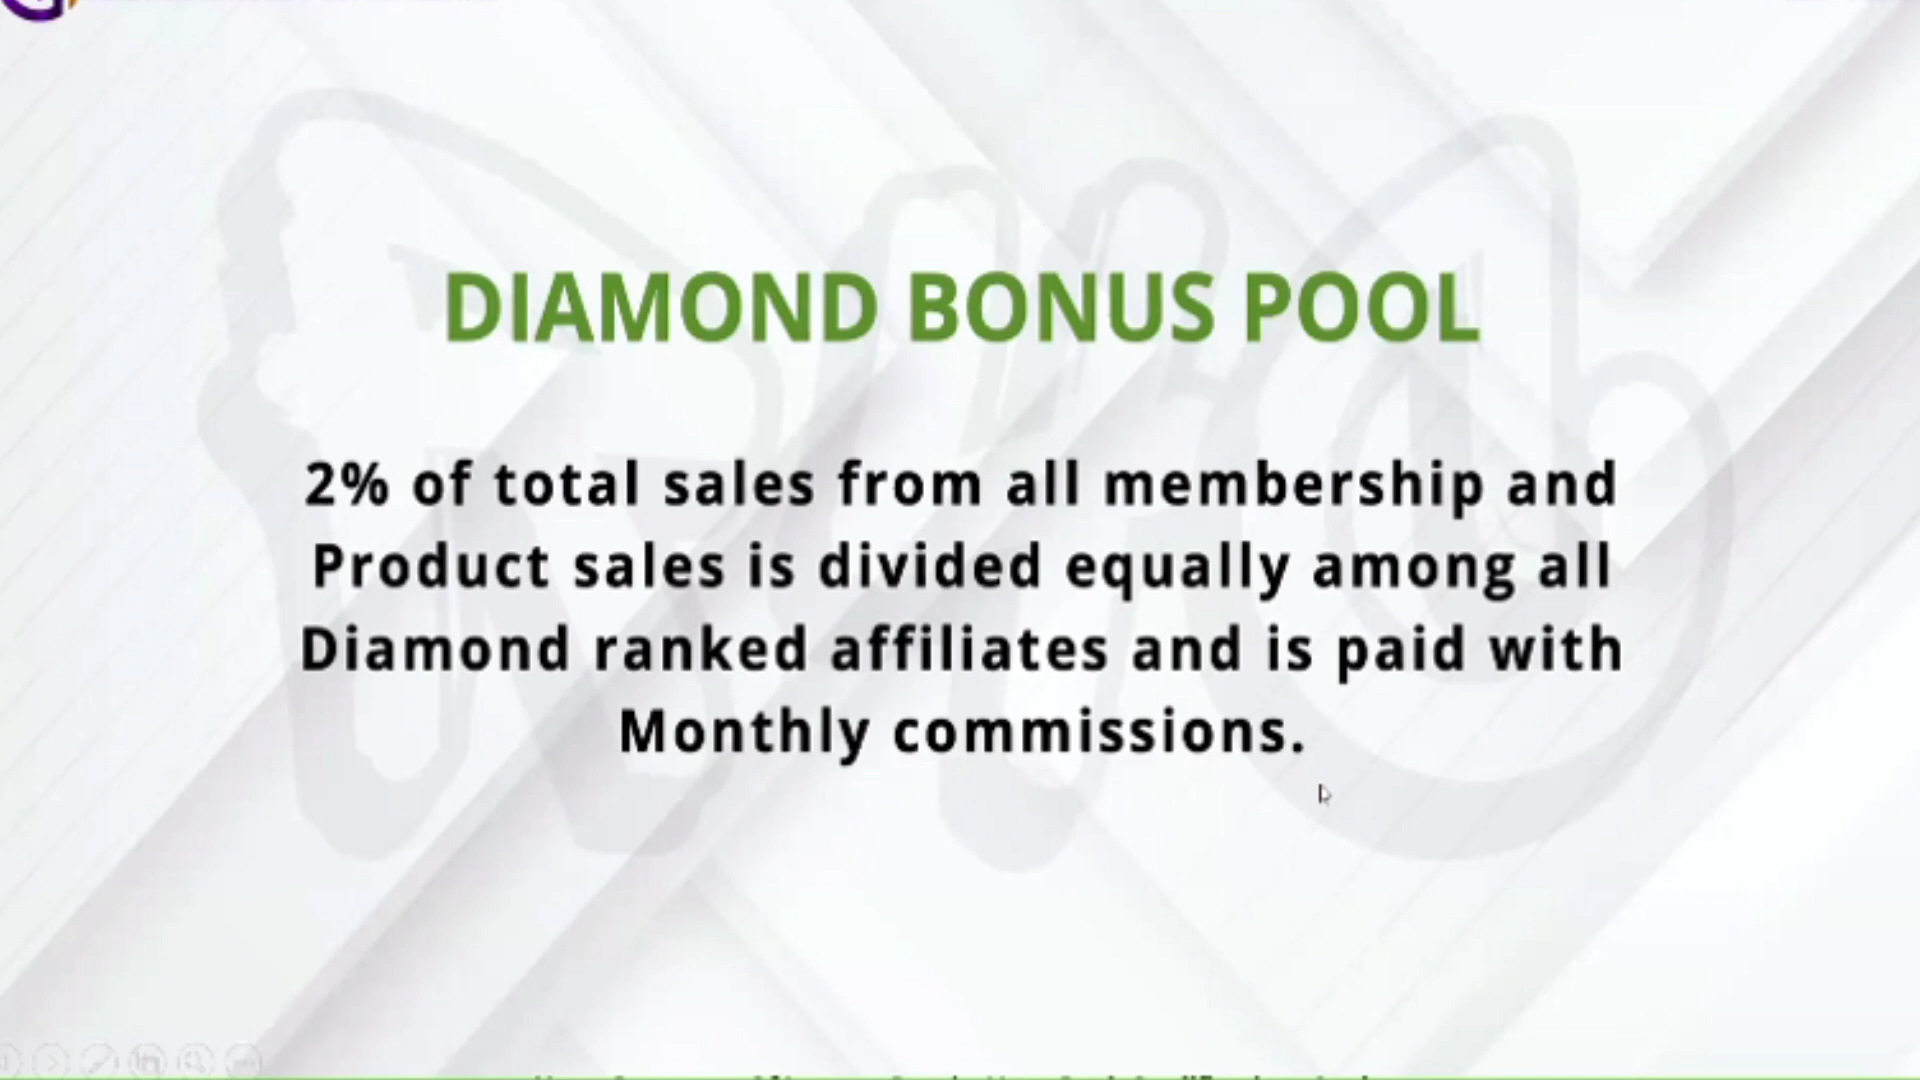 DIAMOND BONUS POOL
2% of total sales from all membership and
Product sales is divided equally among all
Diamond ranked affiliates and is paid with
Monthly commissions.